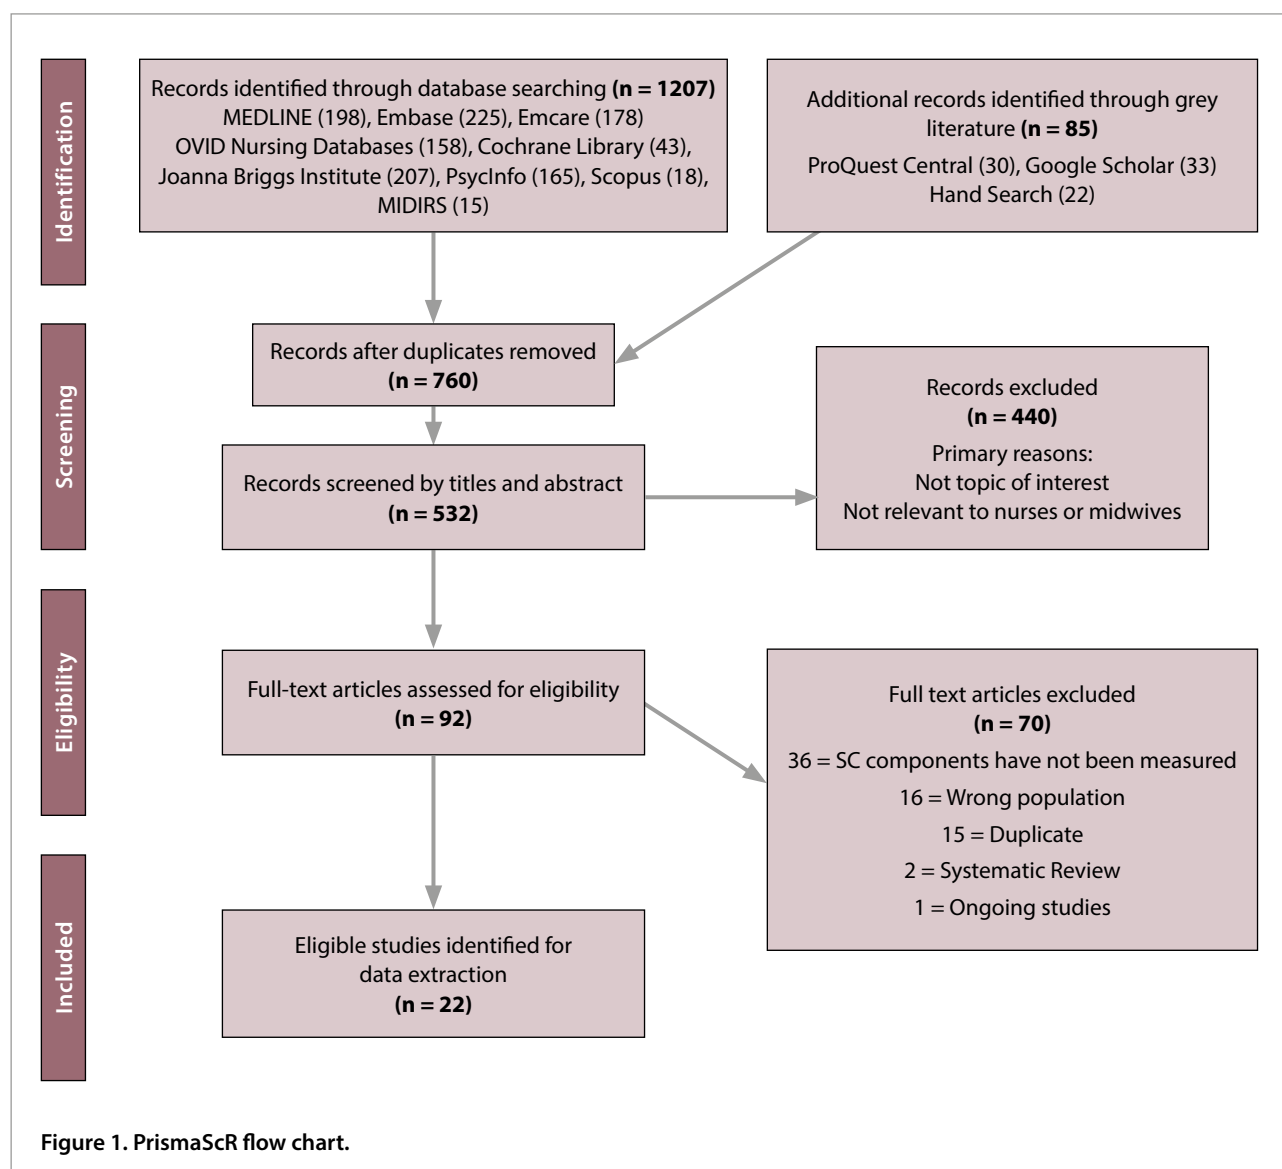 Identification
Records identified through database searching (n = 1207)
MEDLINE (198), Embase (225), Emcare (178)
OVID Nursing Databases (158), Cochrane Library (43),
Joanna Briggs Institute (207), PsycInfo (165), Scopus (18),
MIDIRS (15)
Additional records identified through grey
literature (n = 85)
ProQuest Central (30), Google Scholar (33)
Hand Search (22)
Screening
Records after duplicates removed
(n = 760)
Records screened by titles and abstract
(n = 532)
Records excluded
(n = 440)
Primary reasons:
Not topic of interest
Not relevant to nurses or midwives
Eligibility
Full-text articles assessed for eligibility
(n = 92)
Full text articles excluded
(n = 70)
36 = SC components have not been measured
16 = Wrong population
15 = Duplicate
2 = Systematic Review
1 = Ongoing studies
Included
Eligible studies identified for
data extraction
(n = 22)
Figure 1. PrismaScR flow chart.